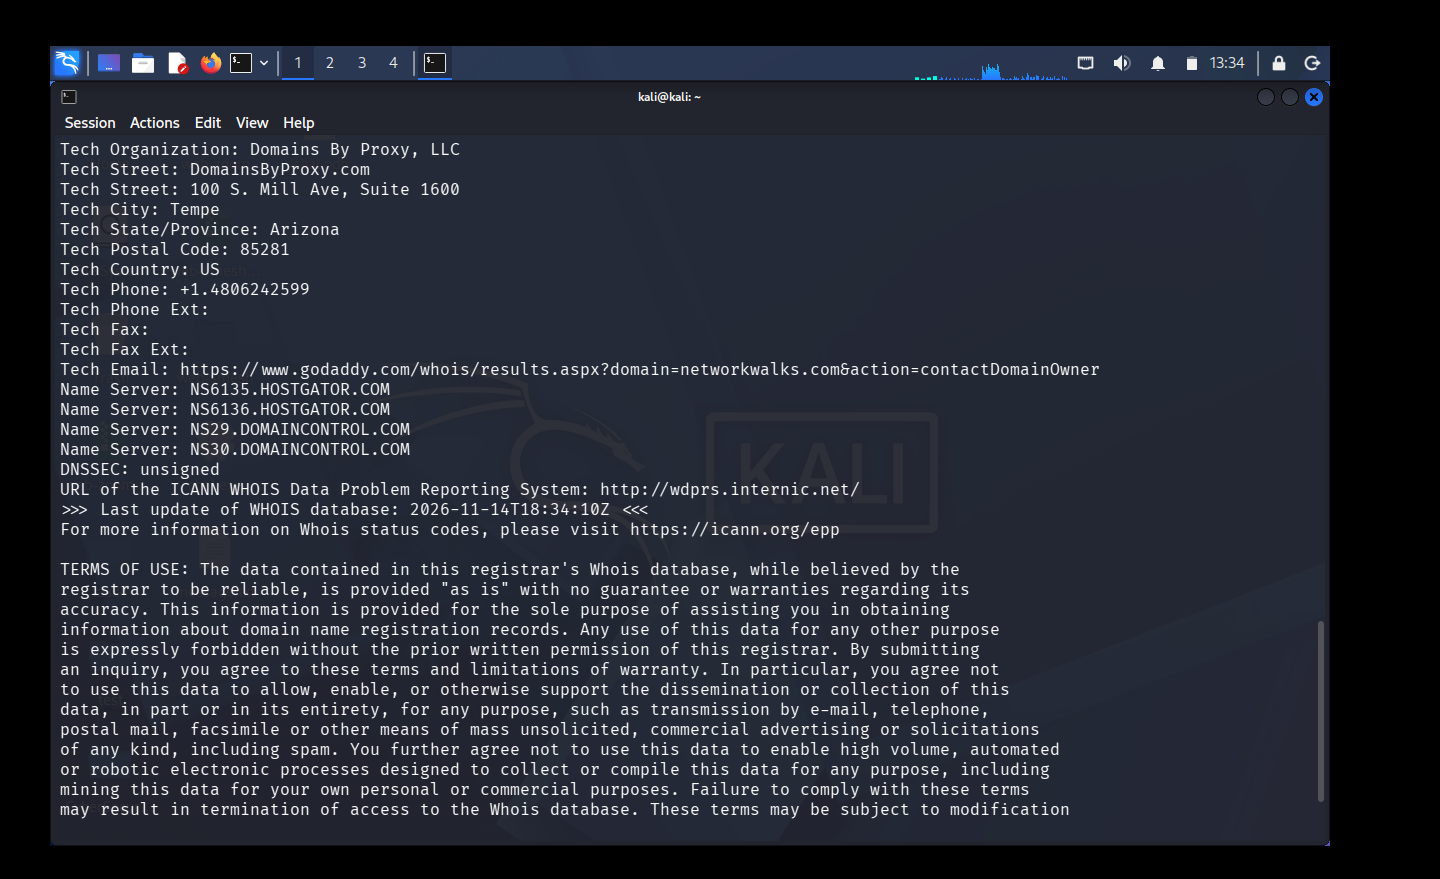 1 2 3 4 13:34
kali@kali: ~
Session Actions Edit View Help
Tech Organization: Domains By Proxy, LLC
Tech Street: DomainsByProxy.com
Tech Street: 100 S. Mill Ave, Suite 1600
Tech City: Tempe
Tech State/Province: Arizona
Tech Postal Code: 85281
Tech Country: US
Tech Phone: +1.4806242599
Tech Phone Ext:
Tech Fax:
Tech Fax Ext:
Tech Email: https://www.godaddy.com/whois/results.aspx?domain=networkwalks.com&action=contactDomainOwner
Name Server: NS6135.HOSTGATOR.COM
Name Server: NS6136.HOSTGATOR.COM
Name Server: NS29.DOMAINCONTROL.COM
Name Server: NS30.DOMAINCONTROL.COM
DNSSEC: unsigned
URL of the ICANN WHOIS Data Problem Reporting System: http://wdprs.internic.net/
>>> Last update of WHOIS database: 2026-11-14T18:34:10Z <<<
For more information on Whois status codes, please visit https://icann.org/epp
TERMS OF USE: The data contained in this registrar's Whois database, while believed by the
registrar to be reliable, is provided "as is" with no guarantee or warranties regarding its
accuracy. This information is provided for the sole purpose of assisting you in obtaining
information about domain name registration records. Any use of this data for any other purpose
is expressly forbidden without the prior written permission of this registrar. By submitting
an inquiry, you agree to these terms and limitations of warranty. In particular, you agree not
to use this data to allow, enable, or otherwise support the dissemination or collection of this
data, in part or in its entirety, for any purpose, such as transmission by e-mail, telephone,
postal mail, facsimile or other means of mass unsolicited, commercial advertising or solicitations
of any kind, including spam. You further agree not to use this data to enable high volume, automated
or robotic electronic processes designed to collect or compile this data for any purpose, including
mining this data for your own personal or commercial purposes. Failure to comply with these terms
may result in termination of access to the Whois database. These terms may be subject to modification
KALI